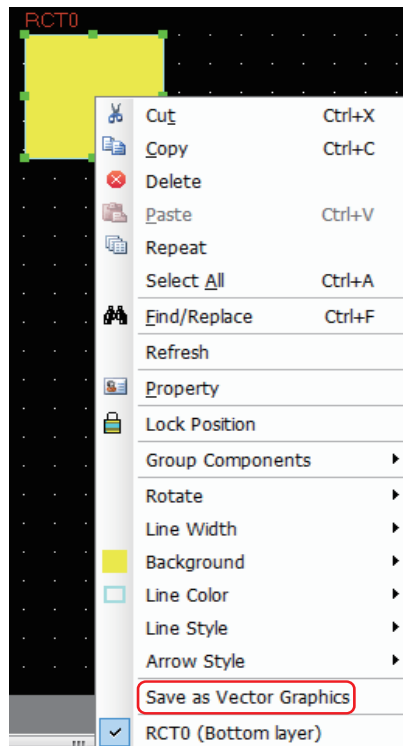 RCT0
Cut Ctrl+X
Copy Ctrl+C
Delete
Paste Ctrl+V
Repeat
Select All Ctrl+A
Find/Replace Ctrl+F
Refresh
Property
Lock Position
Group Components
Rotate
Line Width
Background
Line Color
Line Style
Arrow Style
Save as Vector Graphics
RCT0 (Bottom layer)